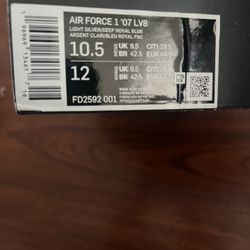 AIR FORCE 1 '07 LV8
LIGHT SILVER/DEEP ROYAL BLUE
ARGENT CLAIR/BLEU ROYAL FNC
10.5
UK 9.5
BR 42.5
12
UK 9.5
BR 42.5
FD2592 001